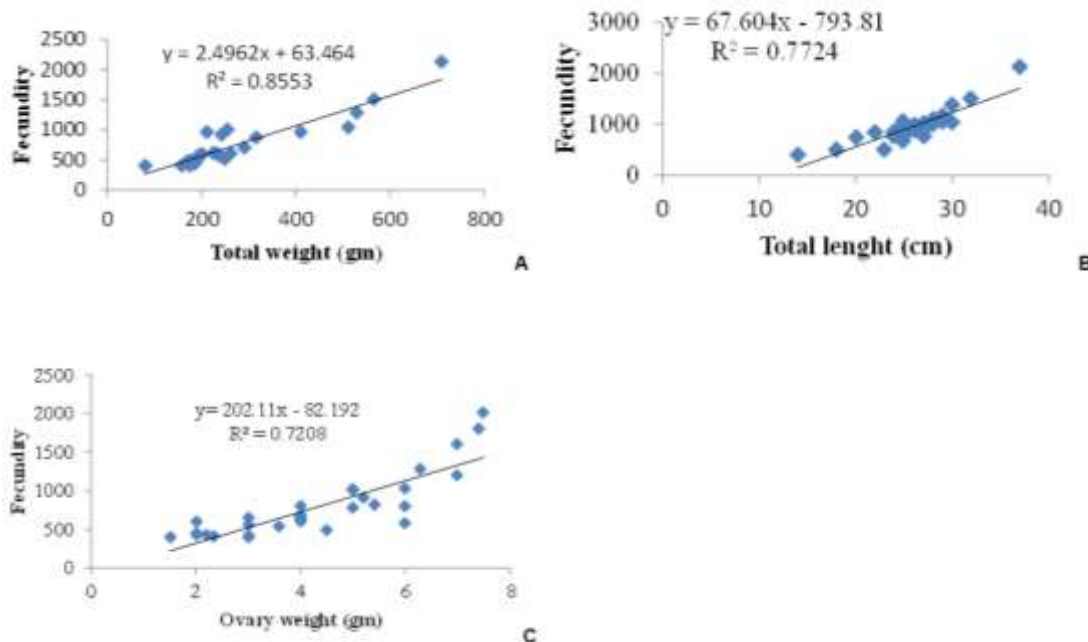 y = 2.4962x + 63.464
R² = 0.8553
Fecundity
2500
2000
1500
1000
500
0
0 200 400 600 800
Total weight (gm)
A
y = 67.604x - 793.81
R² = 0.7724
Fecundity
3000
2000
1000
0
0 10 20 30 40
Total lenght (cm)
B
y= 202.11x - 82.192
R² = 0.7208
Fecundity
2500
2000
1500
1000
500
0
0 2 4 6 8
Ovary weight (gm)
C